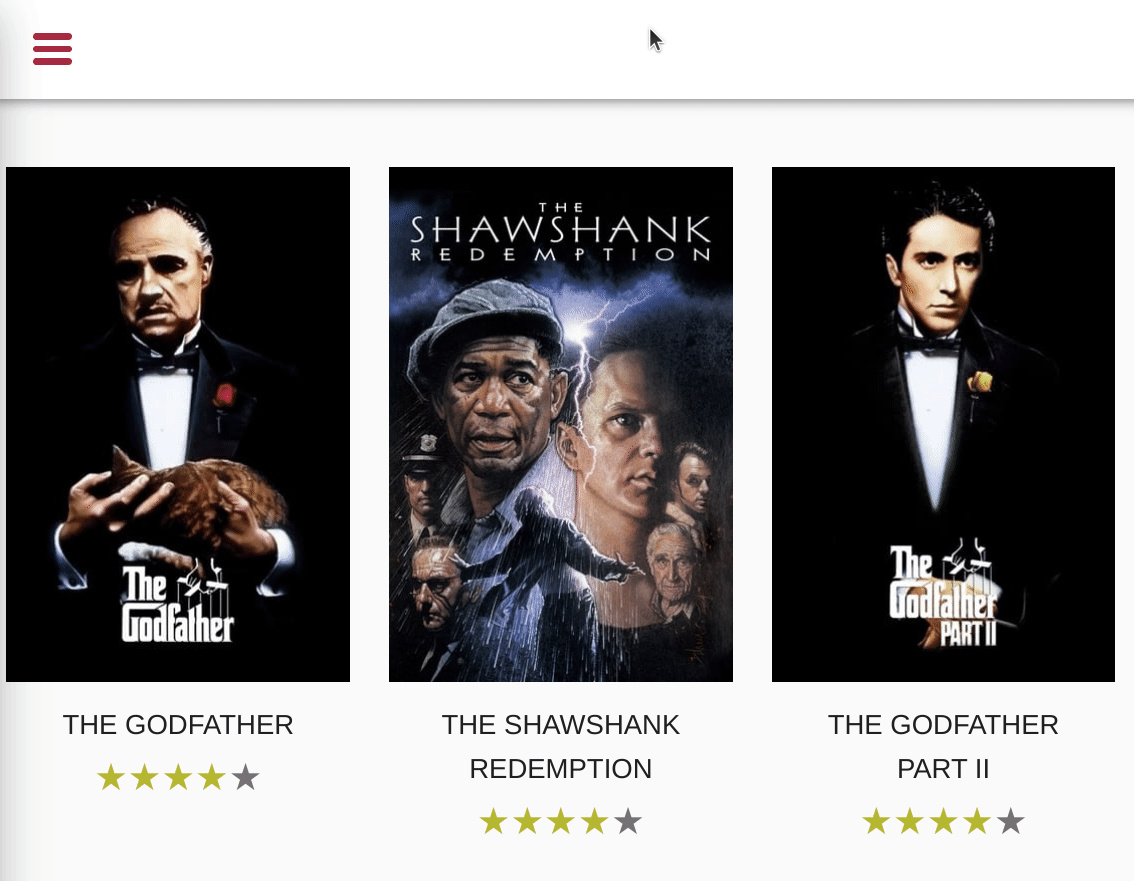 THE
SHAWSHANK
REDEMPTION
The
Godfather
The
Godfather
PART II
THE GODFATHER
THE SHAWSHANK
REDEMPTION
THE GODFATHER
PART II